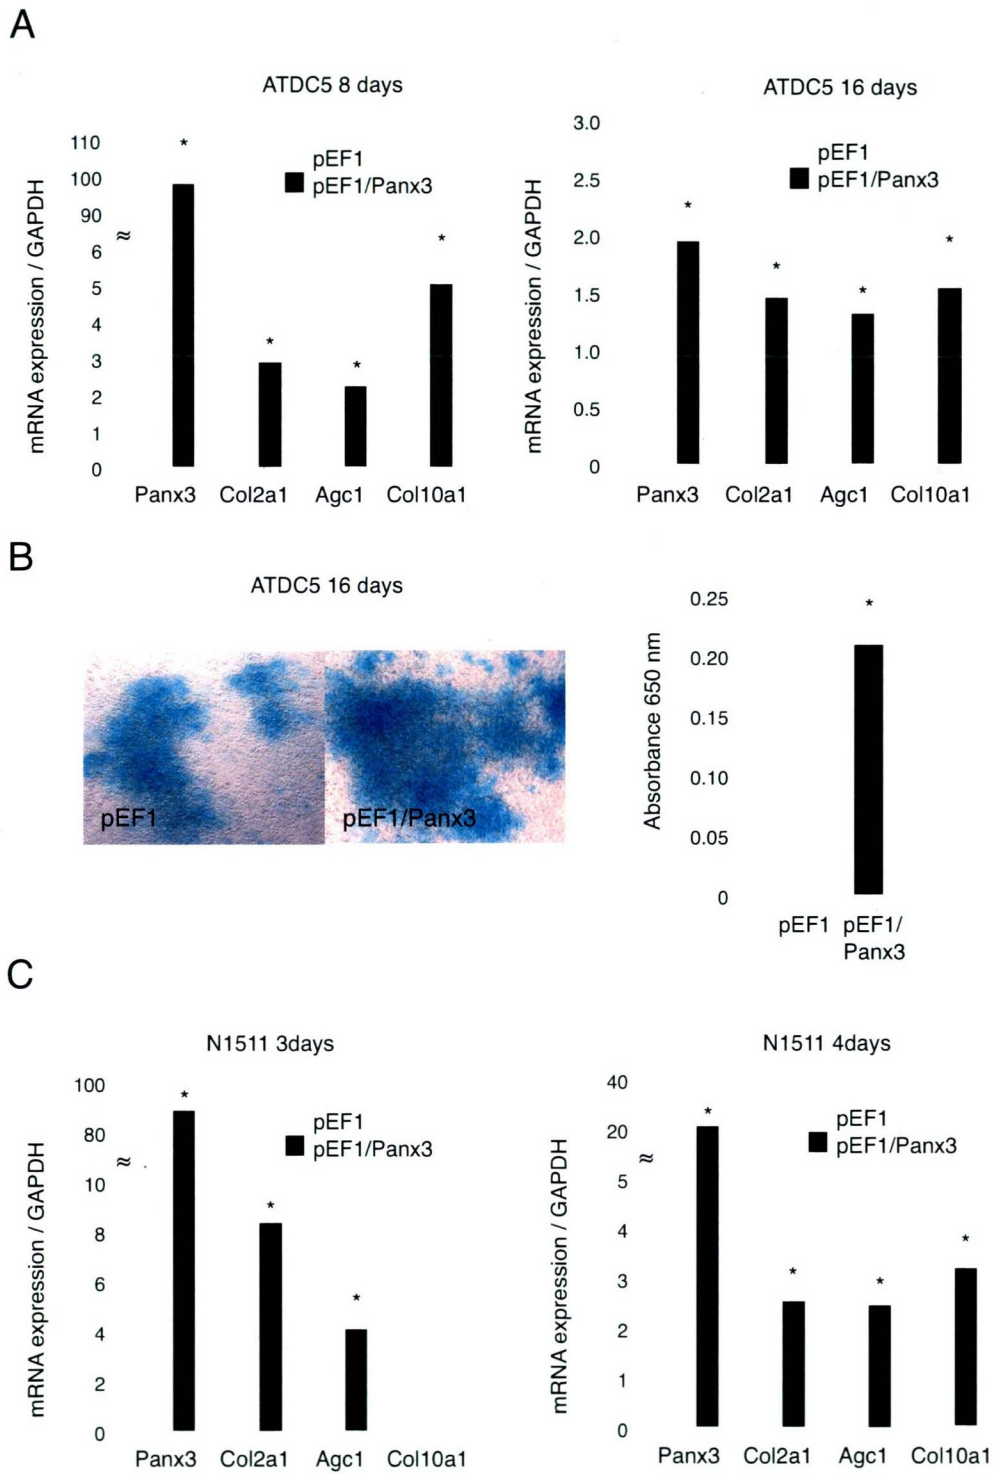 A
ATDC5 8 days
mRNA expression / GAPDH
110
100
90
≈
6
5
4
3
2
1
0
*
*
*
*
pEF1
pEF1/Panx3
Panx3 Col2a1 Agc1 Col10a1
ATDC5 16 days
mRNA expression / GAPDH
3.0
2.5
2.0
1.5
1.0
0.5
0
*
*
*
*
pEF1
pEF1/Panx3
Panx3 Col2a1 Agc1 Col10a1
B
ATDC5 16 days
pEF1
pEF1/Panx3
Absorbance 650 nm
0.25
0.20
0.15
0.10
0.05
0
*
pEF1 pEF1/
Panx3
C
N1511 3days
mRNA expression / GAPDH
100
80
≈
10
8
6
4
2
0
*
*
*
pEF1
pEF1/Panx3
Panx3 Col2a1 Agc1 Col10a1
N1511 4days
mRNA expression / GAPDH
40
20
≈
5
4
3
2
1
0
*
*
*
*
pEF1
pEF1/Panx3
Panx3 Col2a1 Agc1 Col10a1